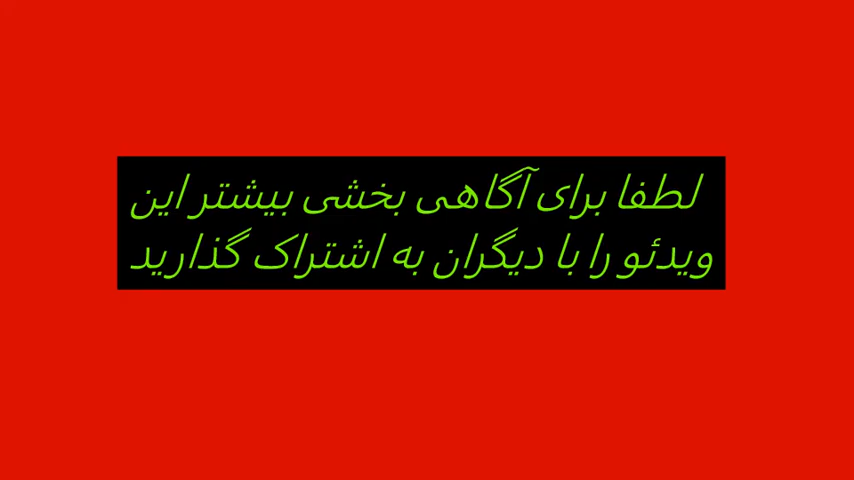 لطفا برای آگاهی بخشی بیشتر این
ویدئو را با دیگران به اشتراک گذارید